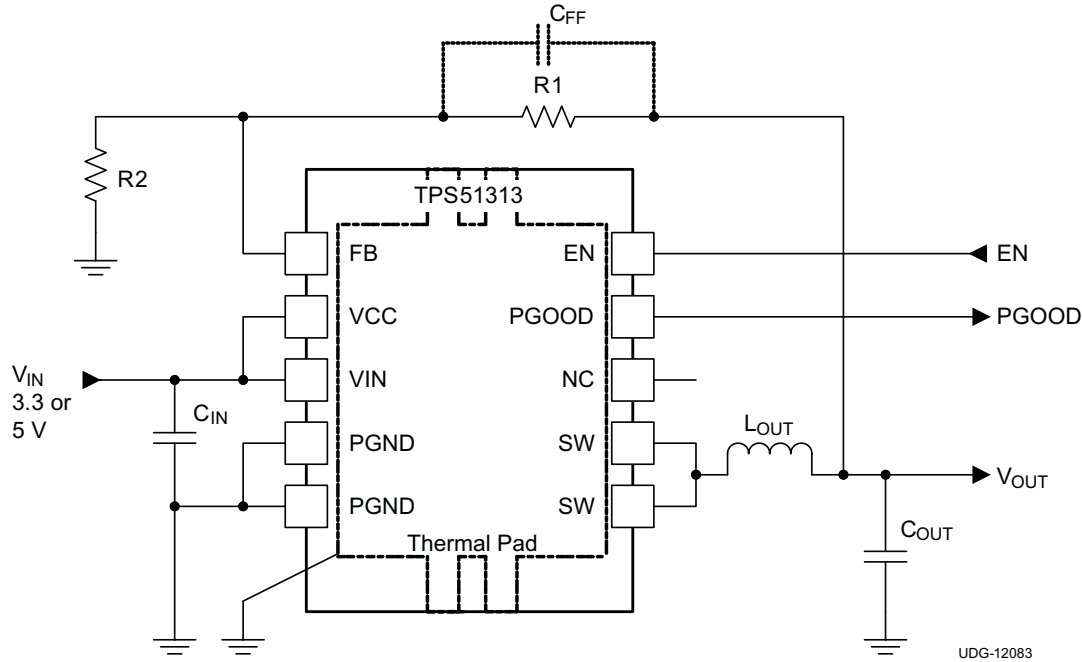 CFF
R1
R2
TPS51313
FB
EN
EN
VCC
PGOOD
PGOOD
VIN
3.3 or
5 V
CIN
VIN
NC
PGND
SW
LOUT
VOUT
PGND
SW
COUT
Thermal Pad
UDG-12083